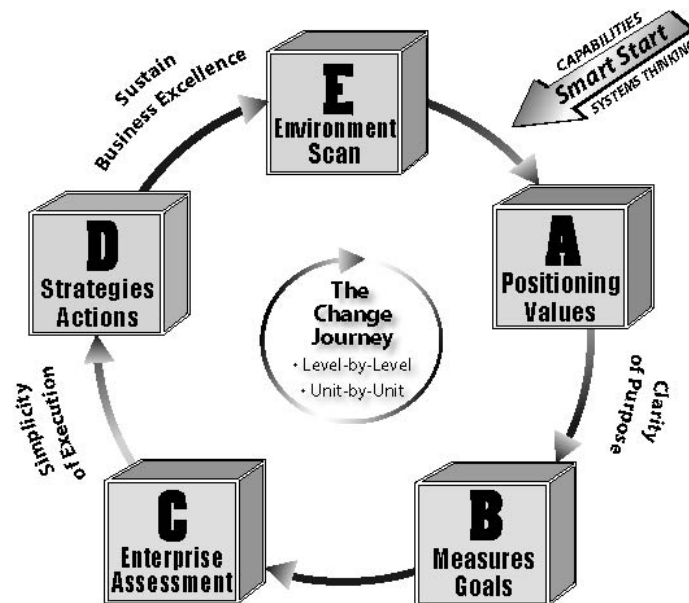 CAPABILITIES
Smart Start
SYSTEMS THINKING
E
Environment
Scan
A
Positioning
Values
Clarity
of Purpose
B
Measures
Goals
C
Enterprise
Assessment
Simplicity
of Execution
D
Strategies
Actions
Sustain
Business Excellence
The
Change
Journey
• Level-by-Level
• Unit-by-Unit